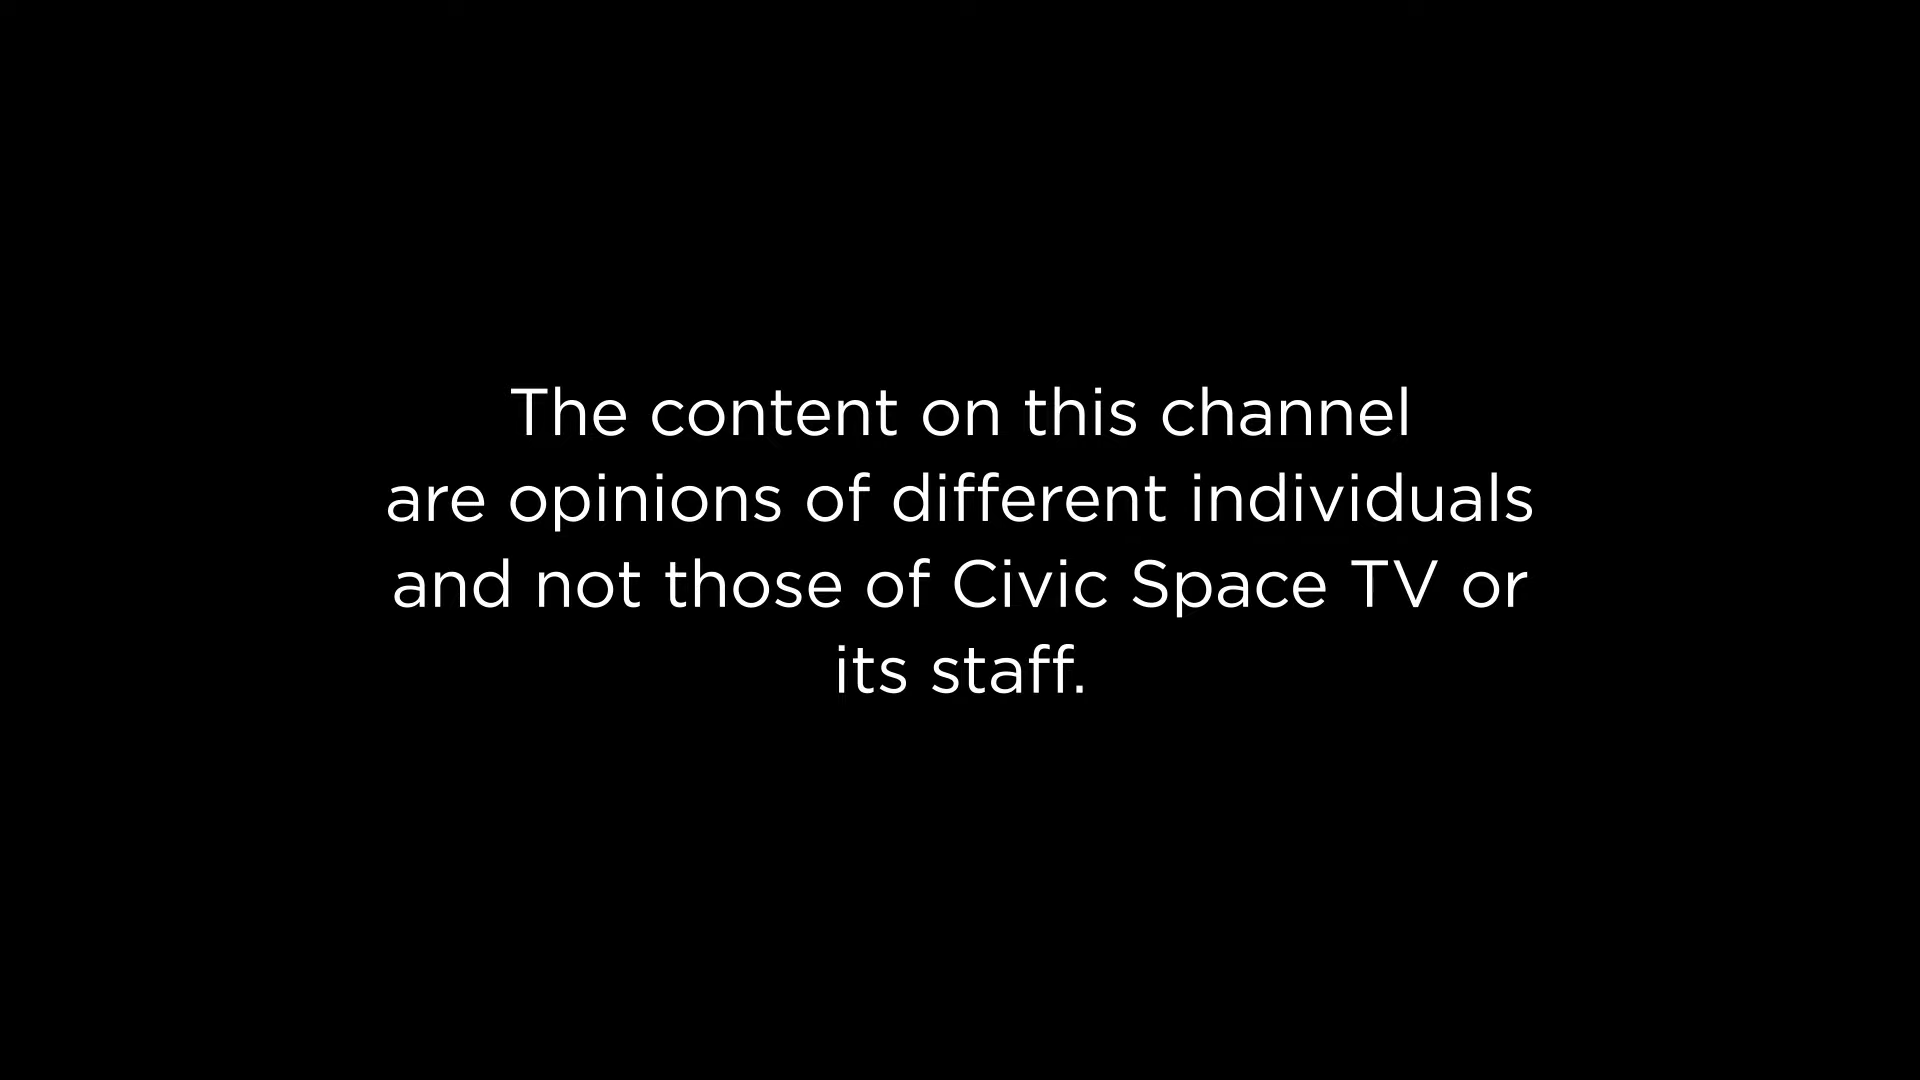 The content on this channel
are opinions of different individuals
and not those of Civic Space TV or
its staff.